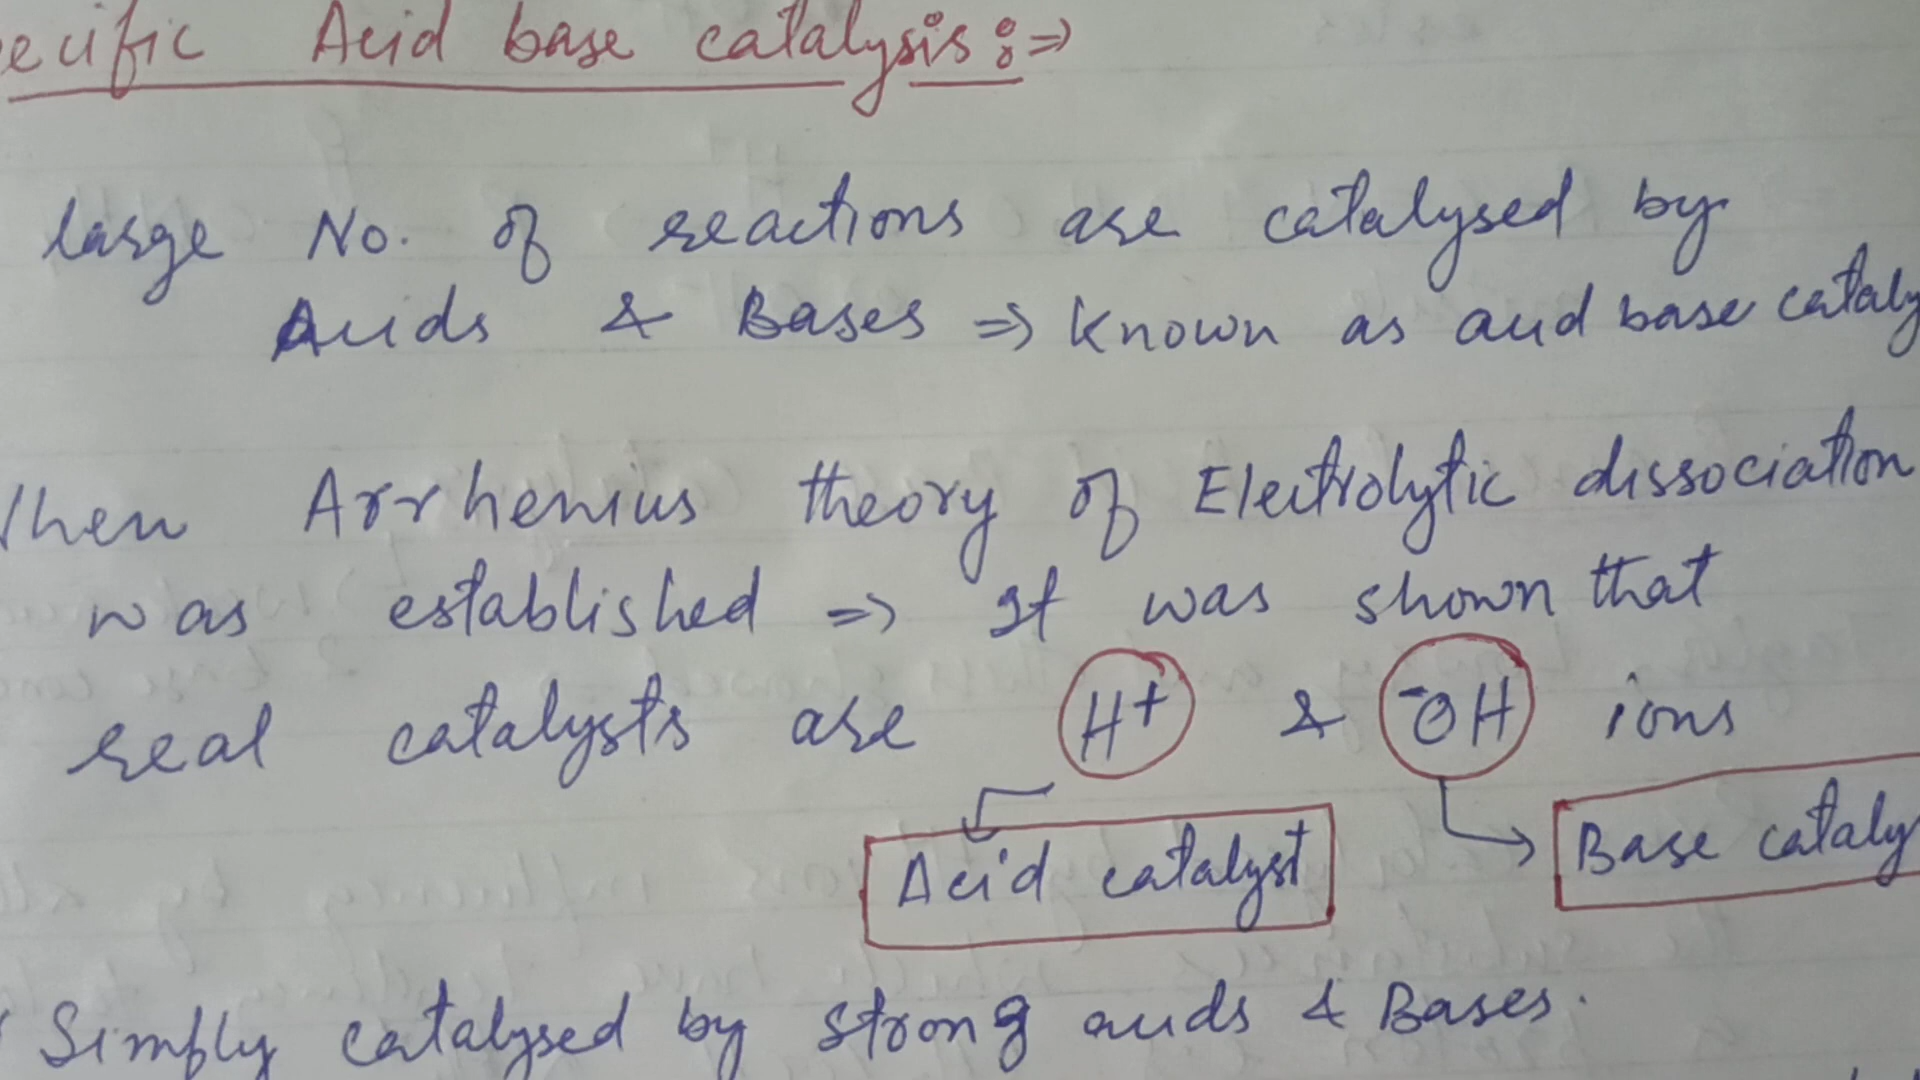 ecific Acid base catalysis :⇒
large No. of reactions are catalysed by
Acids & Bases ⇒ Known as acid base cataly
When Arrhenius theory of Electrolytic dissociation
was established ⇒ It was shown that
real catalysts are H+ & -OH ions
Acid catalyst Base cataly
Simply catalysed by strong acids & Bases.